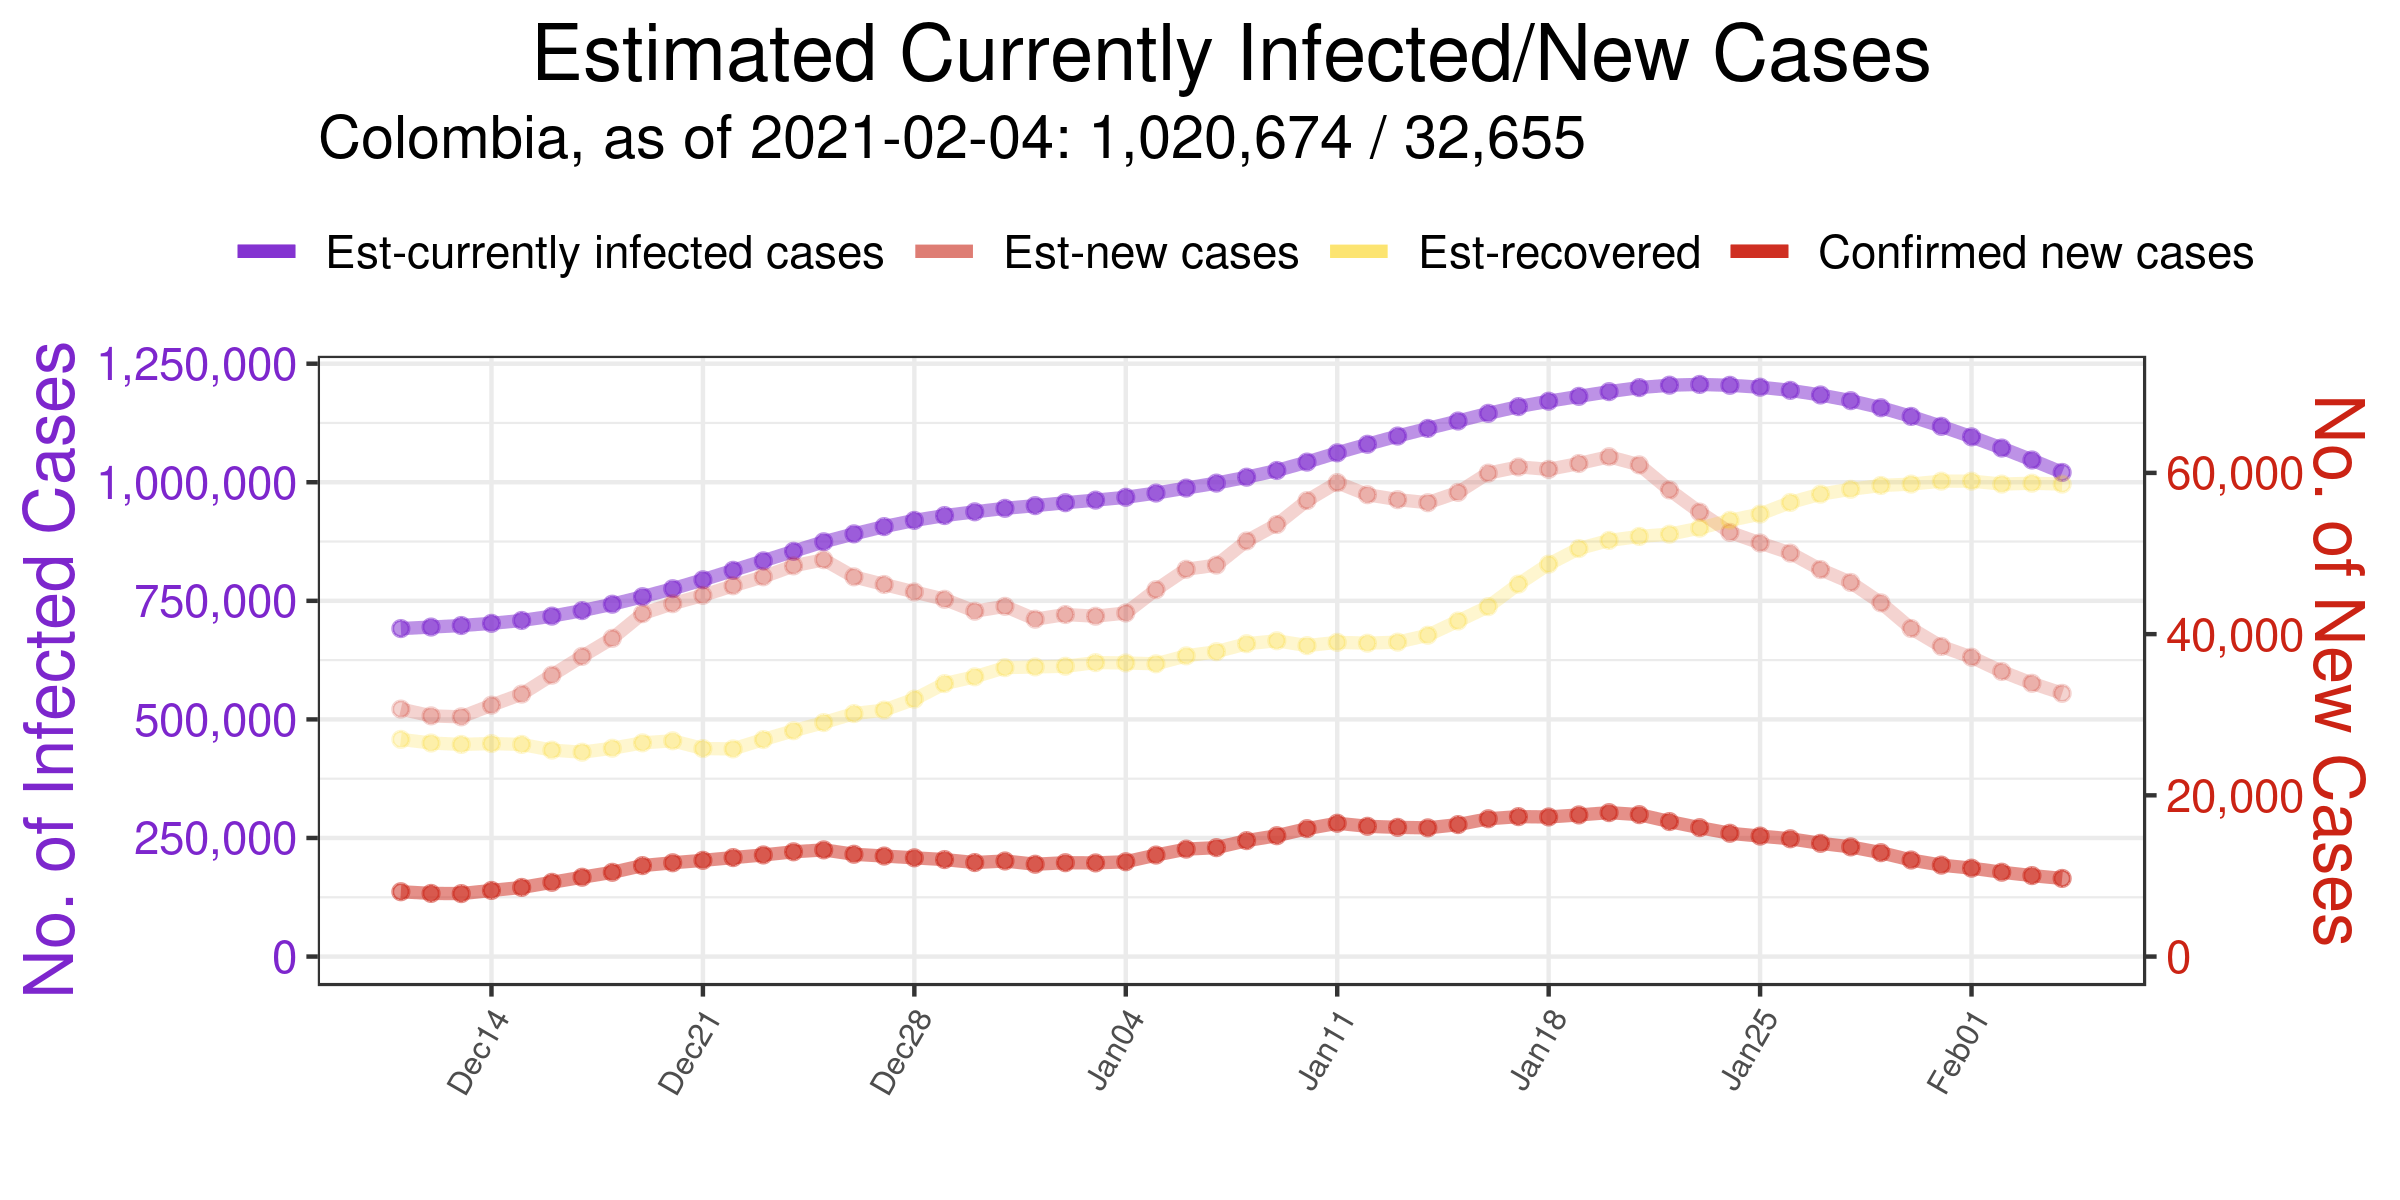 Estimated Currently Infected/New Cases
Colombia, as of 2021-02-04: 1,020,674 / 32,655
Est-currently infected cases Est-new cases Est-recovered Confirmed new cases
No. of Infected Cases
1,250,000
1,000,000
750,000
500,000
250,000
0
60,000
40,000
20,000
0
No. of New Cases
Dec14 Dec21 Dec28 Jan04 Jan11 Jan18 Jan25 Feb01